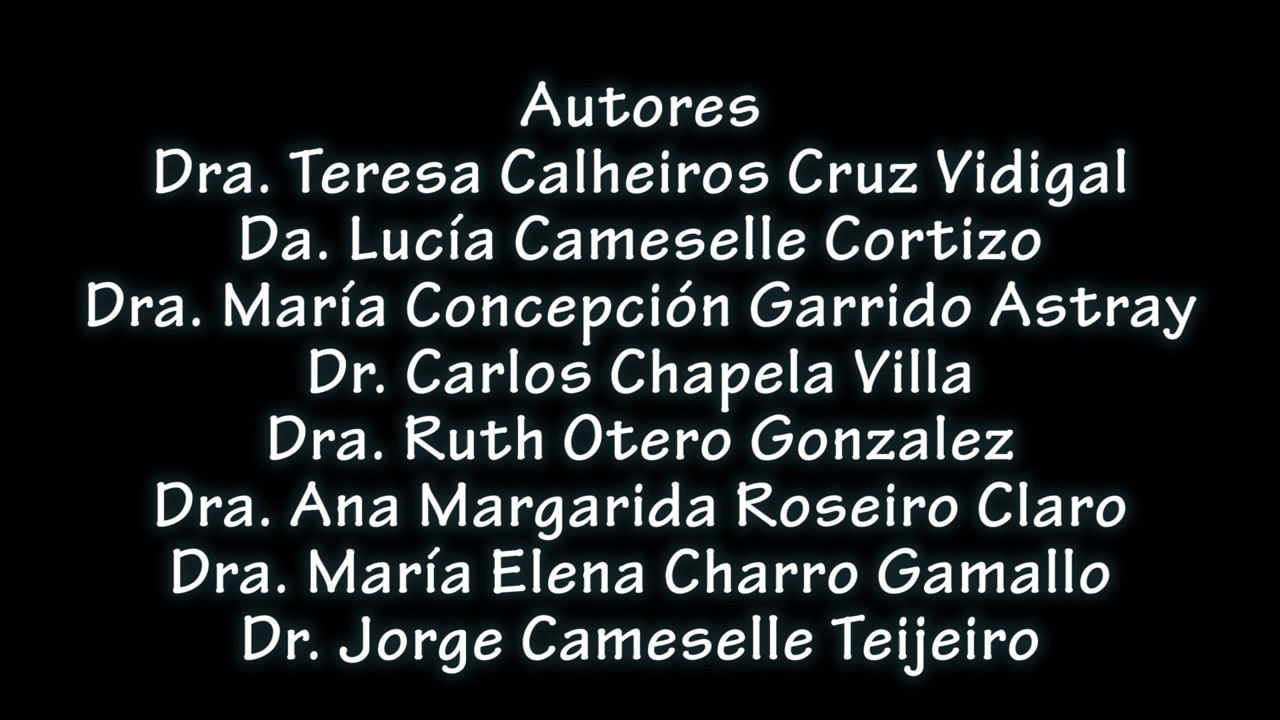 Autores
Dra. Teresa Calheiros Cruz Vidigal
Da. Lucía Cameselle Cortizo
Dra. María Concepción Garrido Astray
Dr. Carlos Chapela Villa
Dra. Ruth Otero Gonzalez
Dra. Ana Margarida Roseiro Claro
Dra. María Elena Charro Gamallo
Dr. Jorge Cameselle Teijeiro